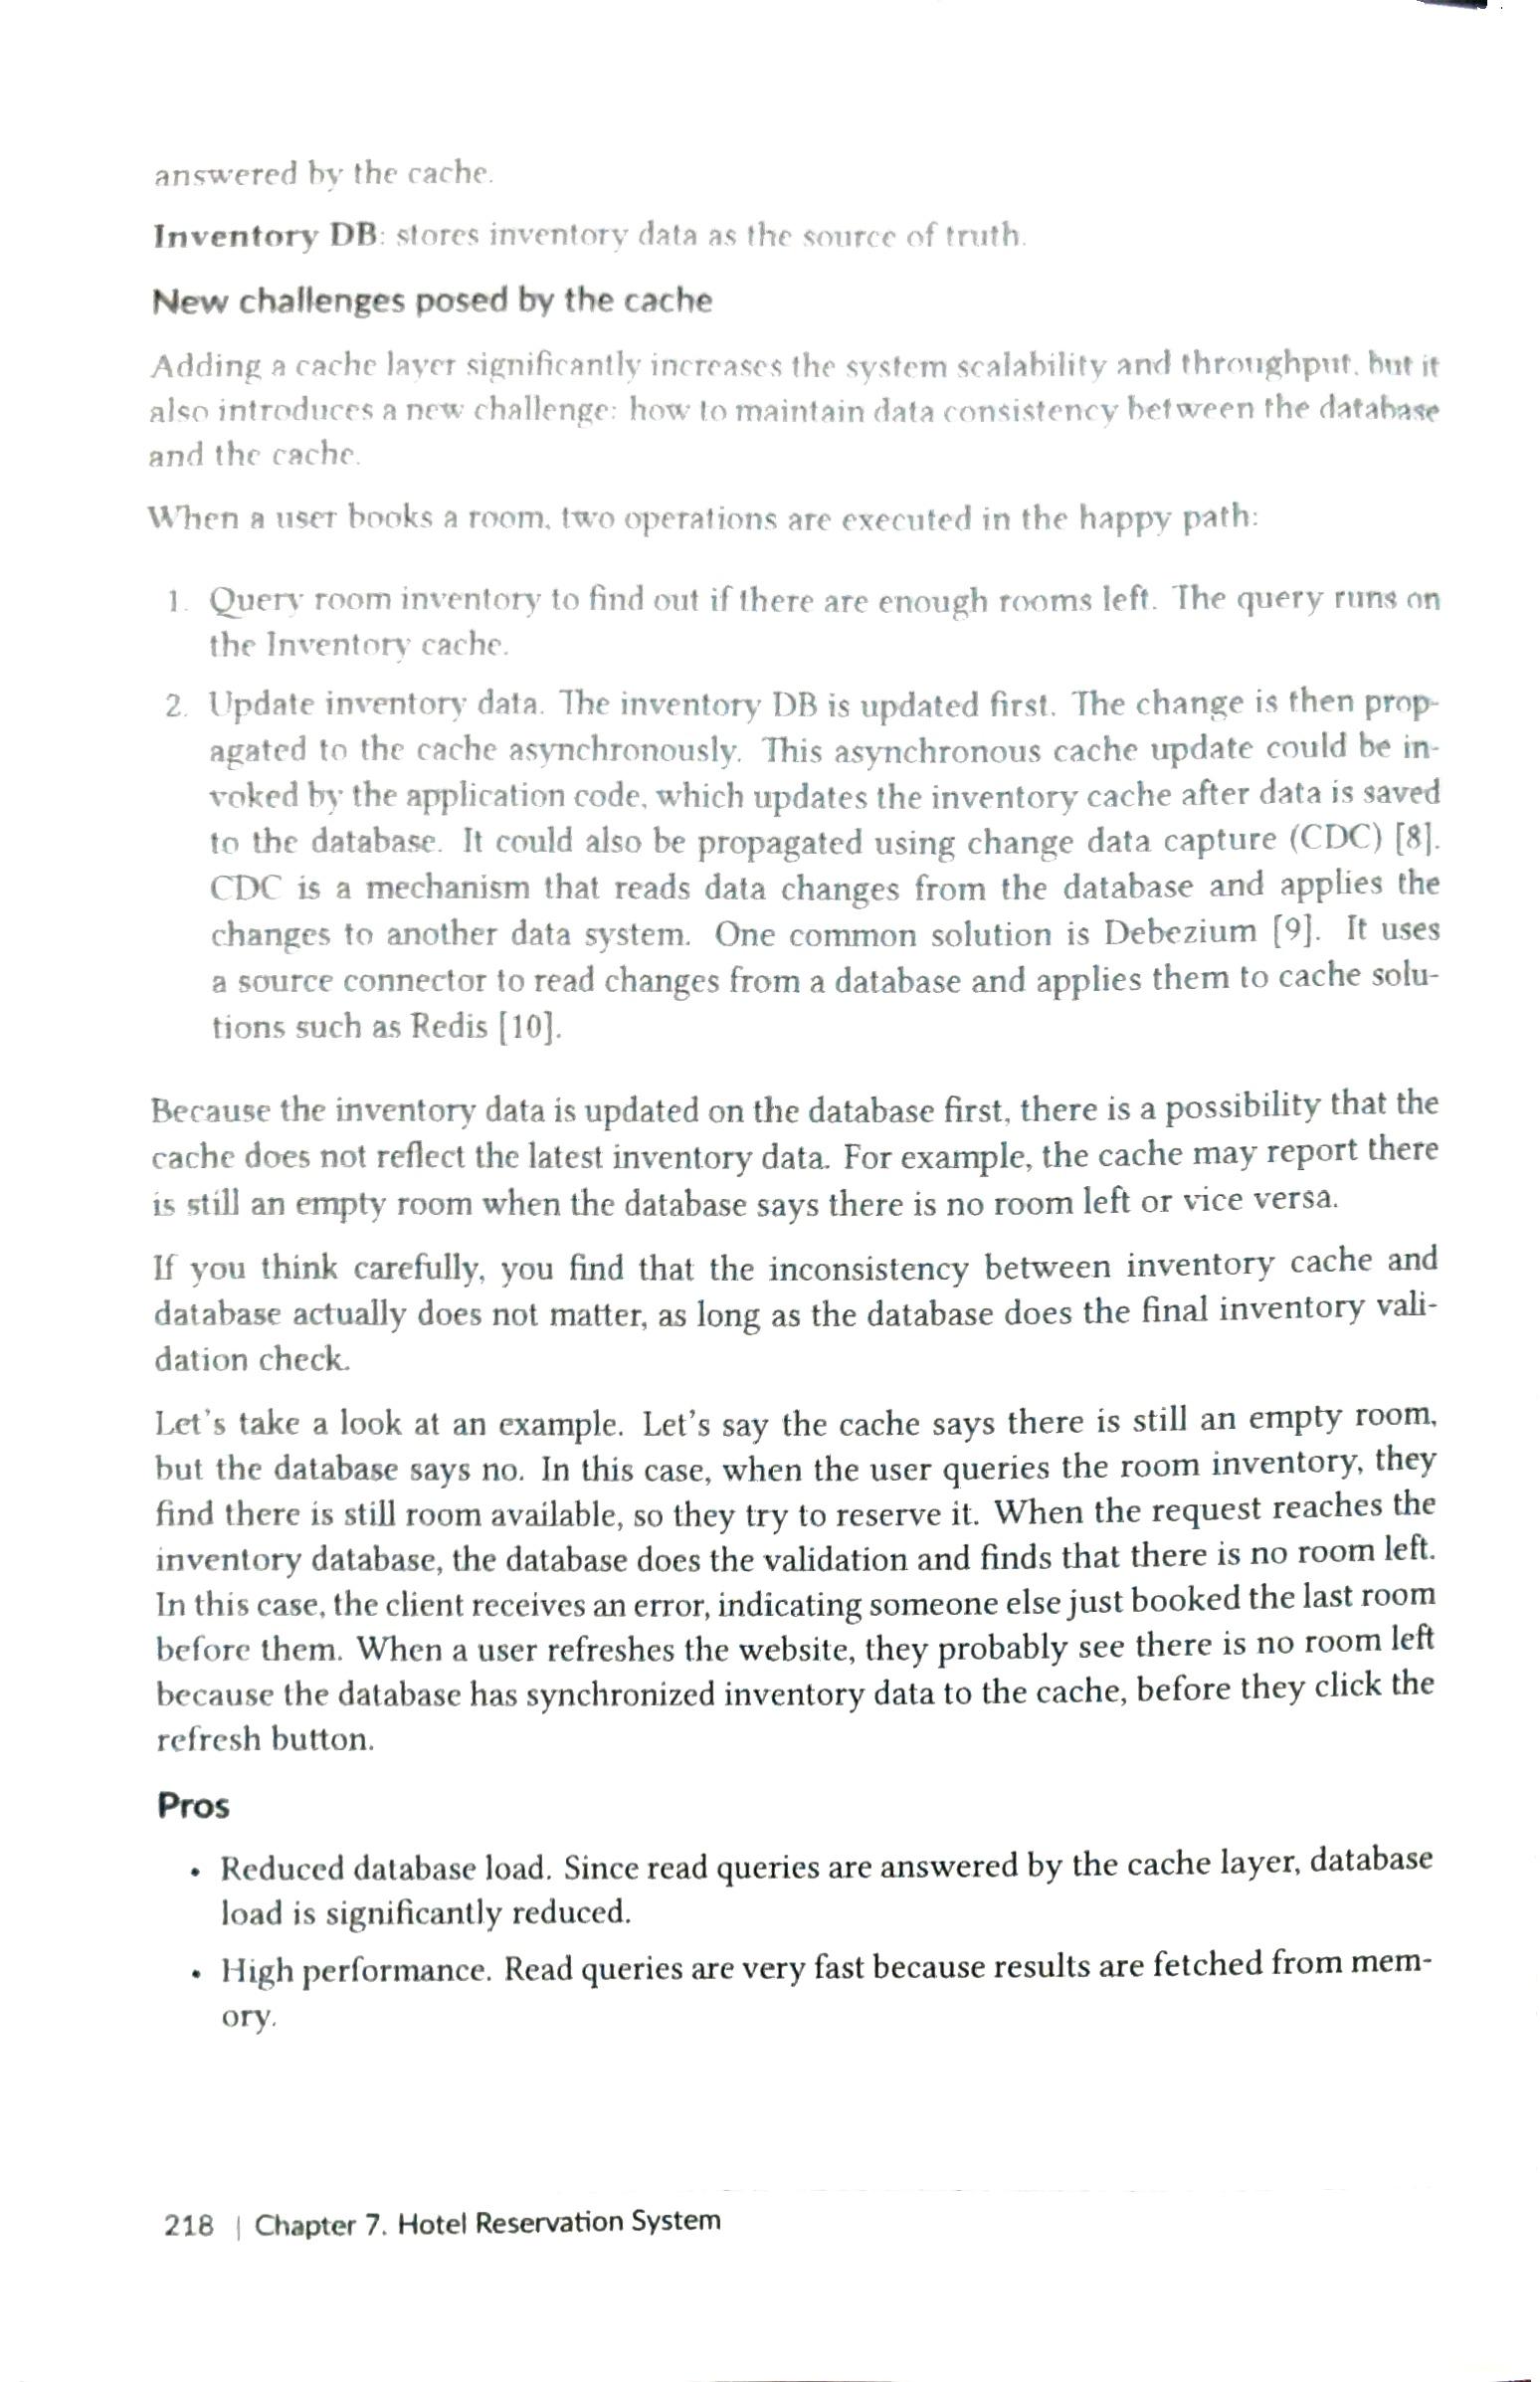 answered by the cache.
Inventory DB: stores inventory data as the source of truth.
New challenges posed by the cache
Adding a cache layer significantly increases the system scalability and throughput, but it
also introduces a new challenge: how to maintain data consistency between the database
and the cache.
When a user books a room, two operations are executed in the happy path:
1. Query room inventory to find out if there are enough rooms left. The query runs on
the Inventory cache.
2. Update inventory data. The inventory DB is updated first. The change is then prop-
agated to the cache asynchronously. This asynchronous cache update could be in-
voked by the application code, which updates the inventory cache after data is saved
to the database. It could also be propagated using change data capture (CDC) [8].
CDC is a mechanism that reads data changes from the database and applies the
changes to another data system. One common solution is Debezium [9]. It uses
a source connector to read changes from a database and applies them to cache solu-
tions such as Redis [10].
Because the inventory data is updated on the database first, there is a possibility that the
cache does not reflect the latest inventory data. For example, the cache may report there
is still an empty room when the database says there is no room left or vice versa.
If you think carefully, you find that the inconsistency between inventory cache and
database actually does not matter, as long as the database does the final inventory vali-
dation check.
Let's take a look at an example. Let's say the cache says there is still an empty room,
but the database says no. In this case, when the user queries the room inventory, they
find there is still room available, so they try to reserve it. When the request reaches the
inventory database, the database does the validation and finds that there is no room left.
In this case, the client receives an error, indicating someone else just booked the last room
before them. When a user refreshes the website, they probably see there is no room left
because the database has synchronized inventory data to the cache, before they click the
refresh button.
Pros
• Reduced database load. Since read queries are answered by the cache layer, database
load is significantly reduced.
• High performance. Read queries are very fast because results are fetched from mem-
ory.
218 | Chapter 7. Hotel Reservation System